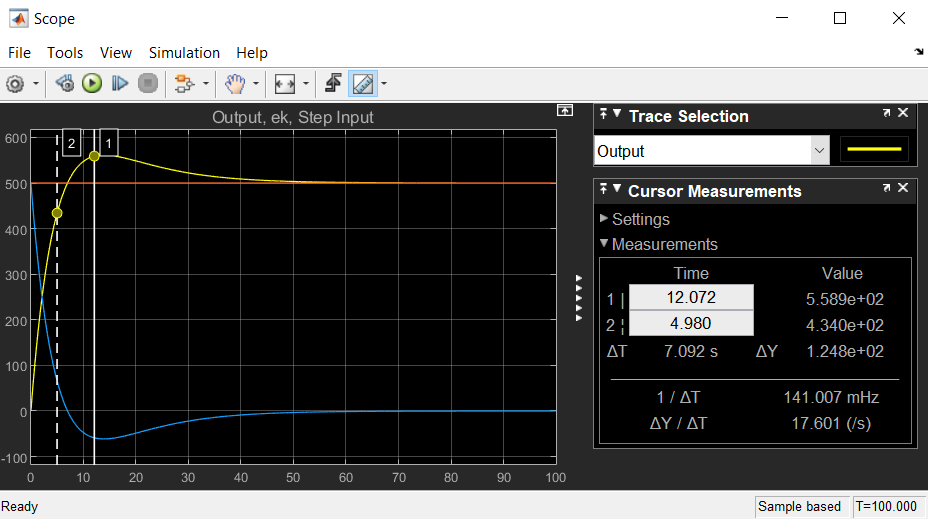 Scope
File Tools View Simulation Help
Output, ek, Step Input
2 1
600
500
400
300
200
100
0
-100
0 10 20 30 40 50 60 70 80 90 100
Trace Selection
Output
Cursor Measurements
Settings
Measurements
Time Value
1 | 12.072 5.589e+02
2 ¦ 4.980 4.340e+02
ΔT 7.092 s ΔY 1.248e+02
1 / ΔT 141.007 mHz
ΔY / ΔT 17.601 (/s)
Ready Sample based T=100.000